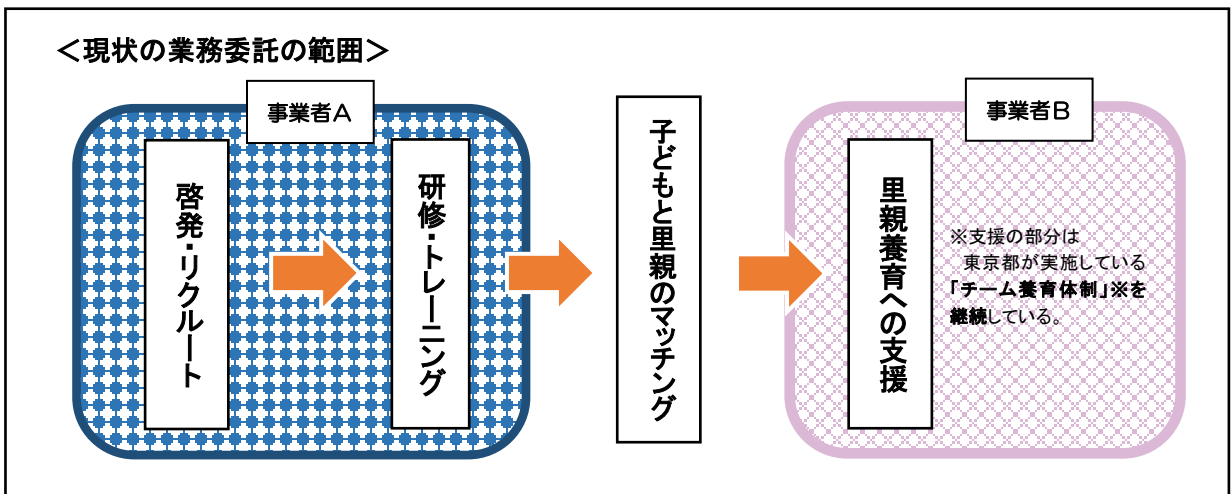 ＜現状の業務委託の範囲＞
事業者A
啓発・リクルート
研修・トレーニング
子どもと里親のマッチング
事業者B
里親養育への支援
※支援の部分は
東京都が実施している
「チーム養育体制」※を
継続している。